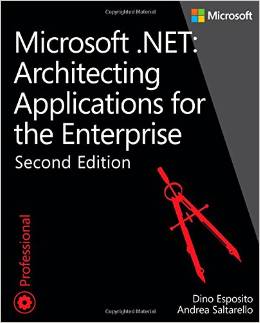 Microsoft
Microsoft .NET:
Architecting
Applications for
the Enterprise
Second Edition
Professional
Dino Esposito
Andrea Saltarello